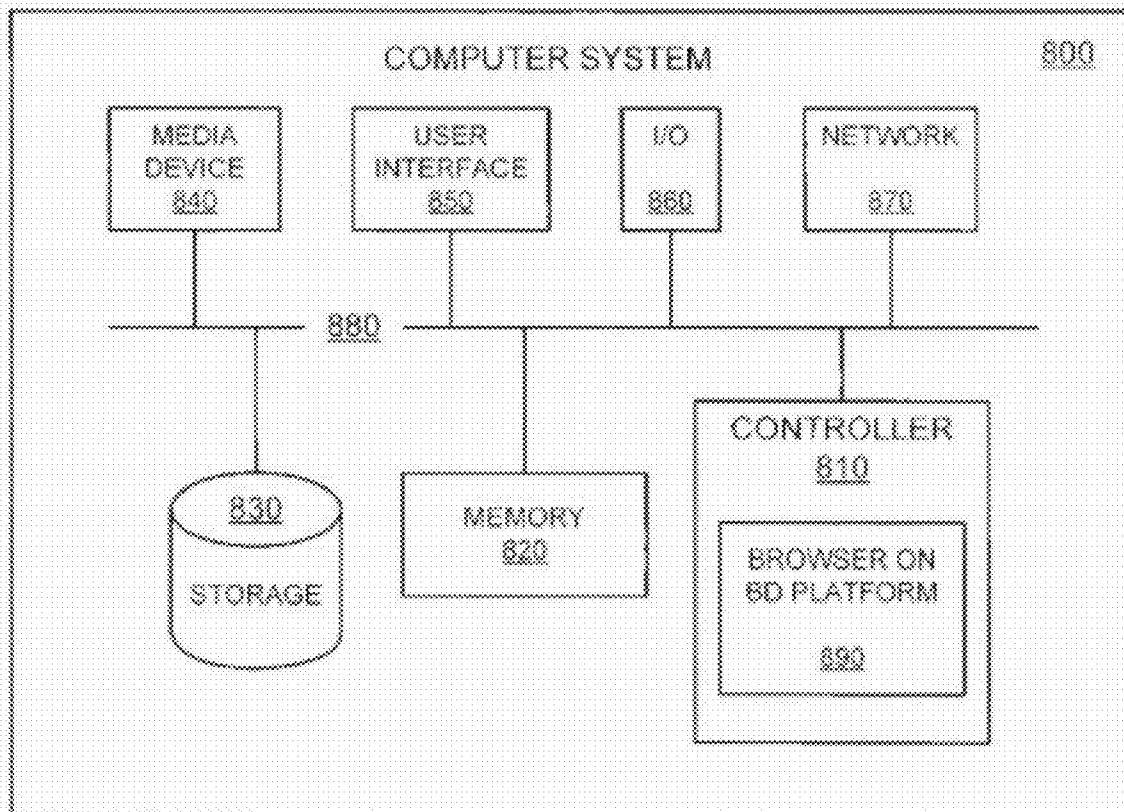 COMPUTER SYSTEM
800
MEDIA
DEVICE
840
USER
INTERFACE
850
I/O
860
NETWORK
870
880
830
STORAGE
MEMORY
820
CONTROLLER
810
BROWSER ON
BD PLATFORM
890